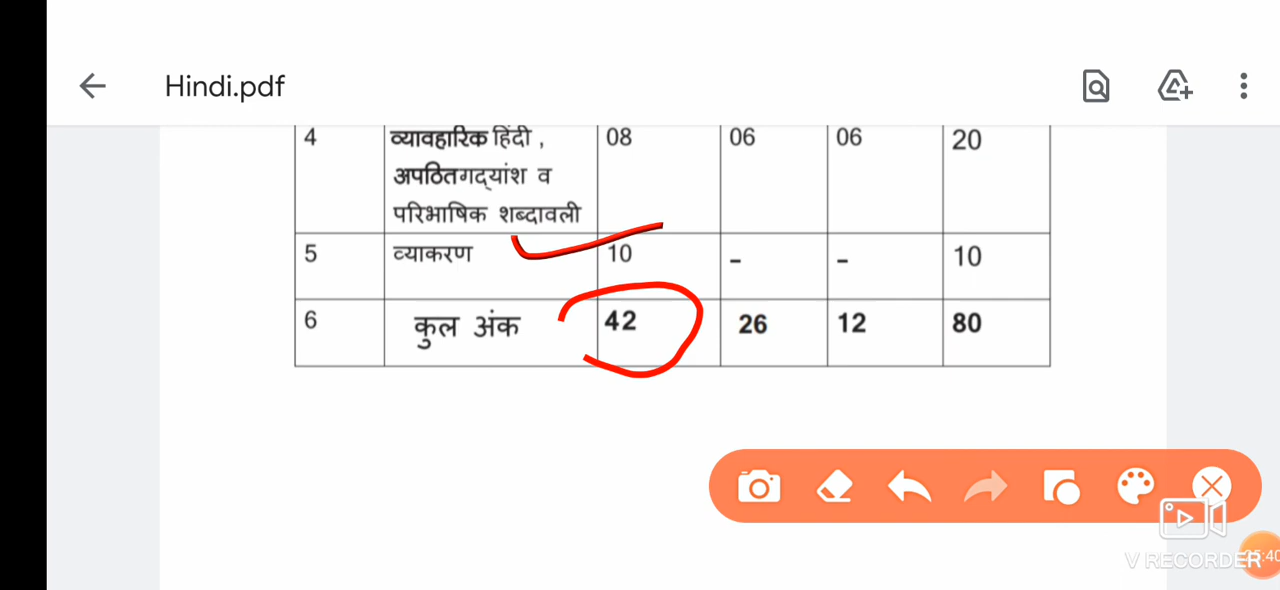 Hindi.pdf
4 व्यावहारिक हिंदी , 08 06 06 20
अपठितगद्यांश व
परिभाषिक शब्दावली
5 व्याकरण 10 – – 10
6 कुल अंक 42 26 12 80
V RECORDER